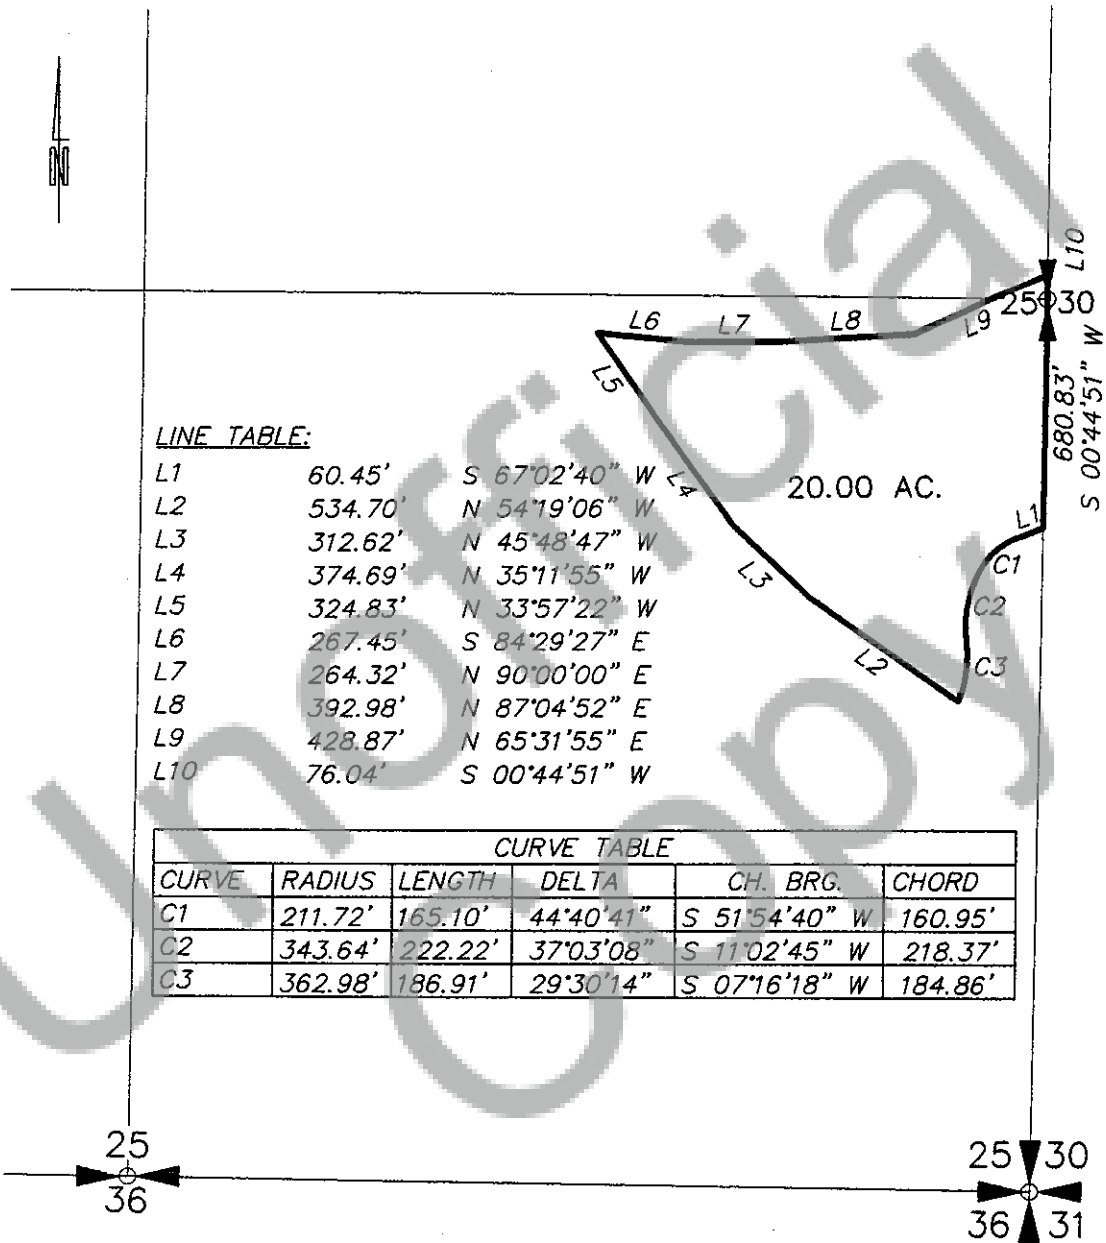 N
L10
25 30
L6 L7 L8 L9
L5
680.83'
S 00°44'51" W
LINE TABLE:
L1 60.45' S 67°02'40" W
L2 534.70' N 54°19'06" W
L3 312.62' N 45°48'47" W
L4 374.69' N 35°11'55" W
L5 324.83' N 33°57'22" W
L6 267.45' S 84°29'27" E
L7 264.32' N 90°00'00" E
L8 392.98' N 87°04'52" E
L9 428.87' N 65°31'55" E
L10 76.04' S 00°44'51" W
L4
20.00 AC.
L1
C1
L3
C2
L2
C3
CURVE TABLE
CURVE RADIUS LENGTH DELTA CH. BRG. CHORD
C1 211.72' 165.10' 44°40'41" S 51°54'40" W 160.95'
C2 343.64' 222.22' 37°03'08" S 11°02'45" W 218.37'
C3 362.98' 186.91' 29°30'14" S 07°16'18" W 184.86'
25
36
25 30
36 31
Unofficial
Copy